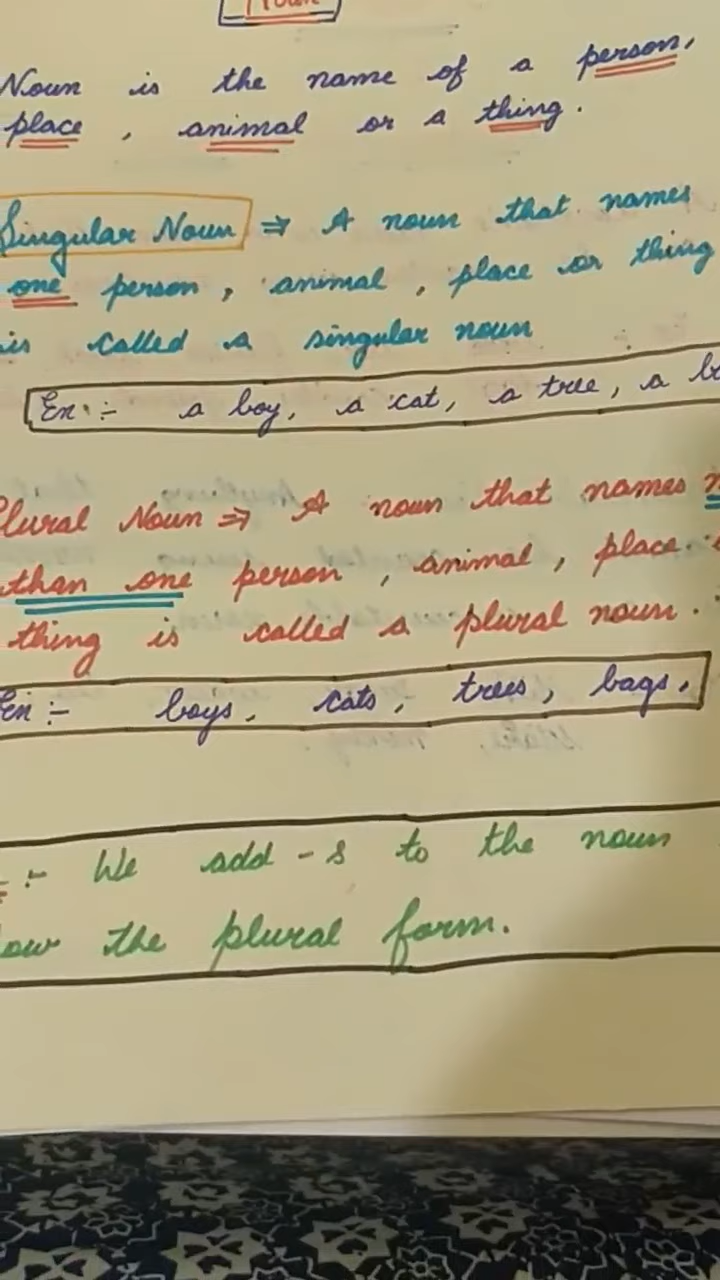 Noun
Noun is the name of a person,
place, animal or a thing.
Singular Noun ⇒ A noun that names
one person, animal, place or thing
is called a singular noun
Ex:- a boy, a cat, a tree, a
Plural Noun ⇒ A noun that names
than one person, animal, place
thing is called a plural noun.
Ex:- boys, cats, trees, bags,
:- We add -s to the noun
the plural form.